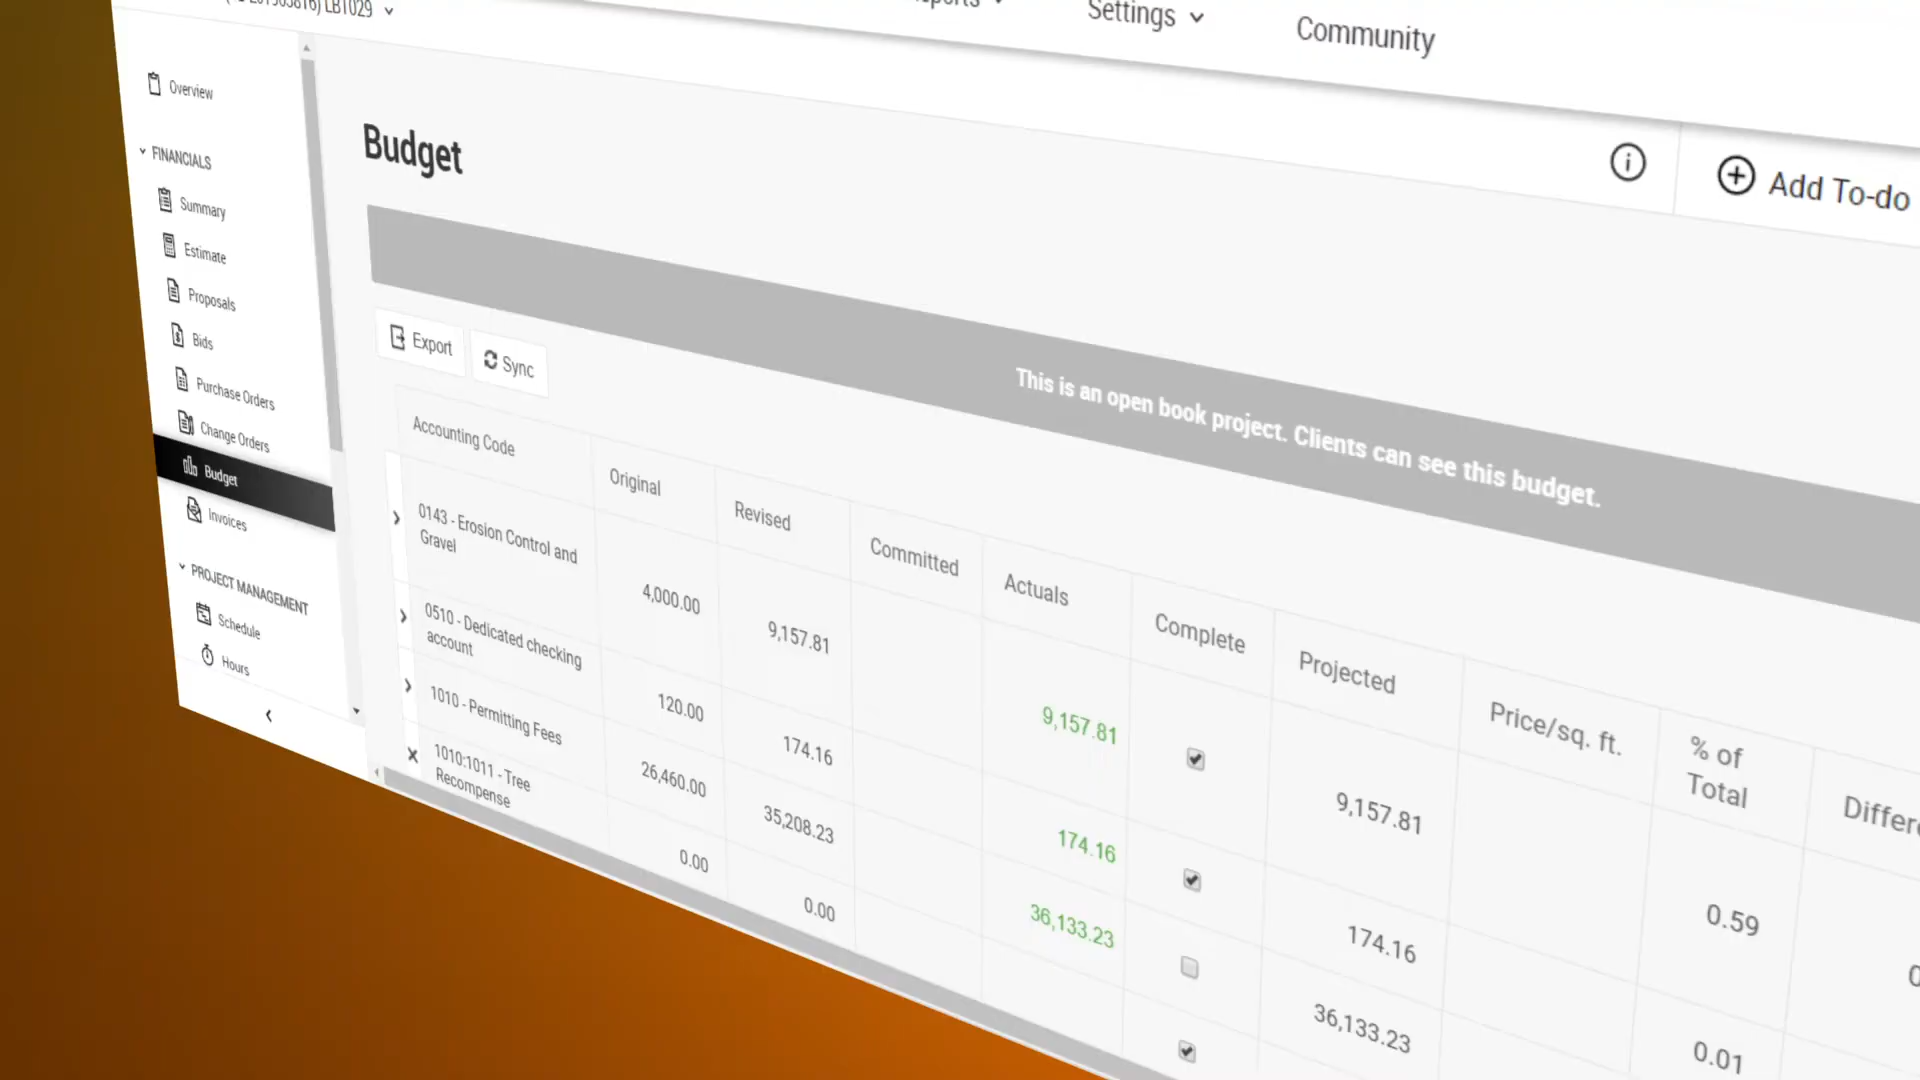 LBT029
Settings
Community
Add To-do
Overview
FINANCIALS
Summary
Estimate
Proposals
Bids
Purchase Orders
Change Orders
Budget
Invoices
PROJECT MANAGEMENT
Schedule
Hours
Budget
This is an open book project. Clients can see this budget.
Export
Sync
Accounting Code
Original
Revised
Committed
Actuals
Complete
Projected
Price/sq. ft.
% of
Total
0143 - Erosion Control and
Gravel
4,000.00
9,157.81
9,157.81
9,157.81
0.59
0510 - Dedicated checking
account
120.00
174.16
174.16
174.16
0.01
1010 - Permitting Fees
26,460.00
35,208.23
36,133.23
36,133.23
1010:1011 - Tree
Recompense
0.00
0.00